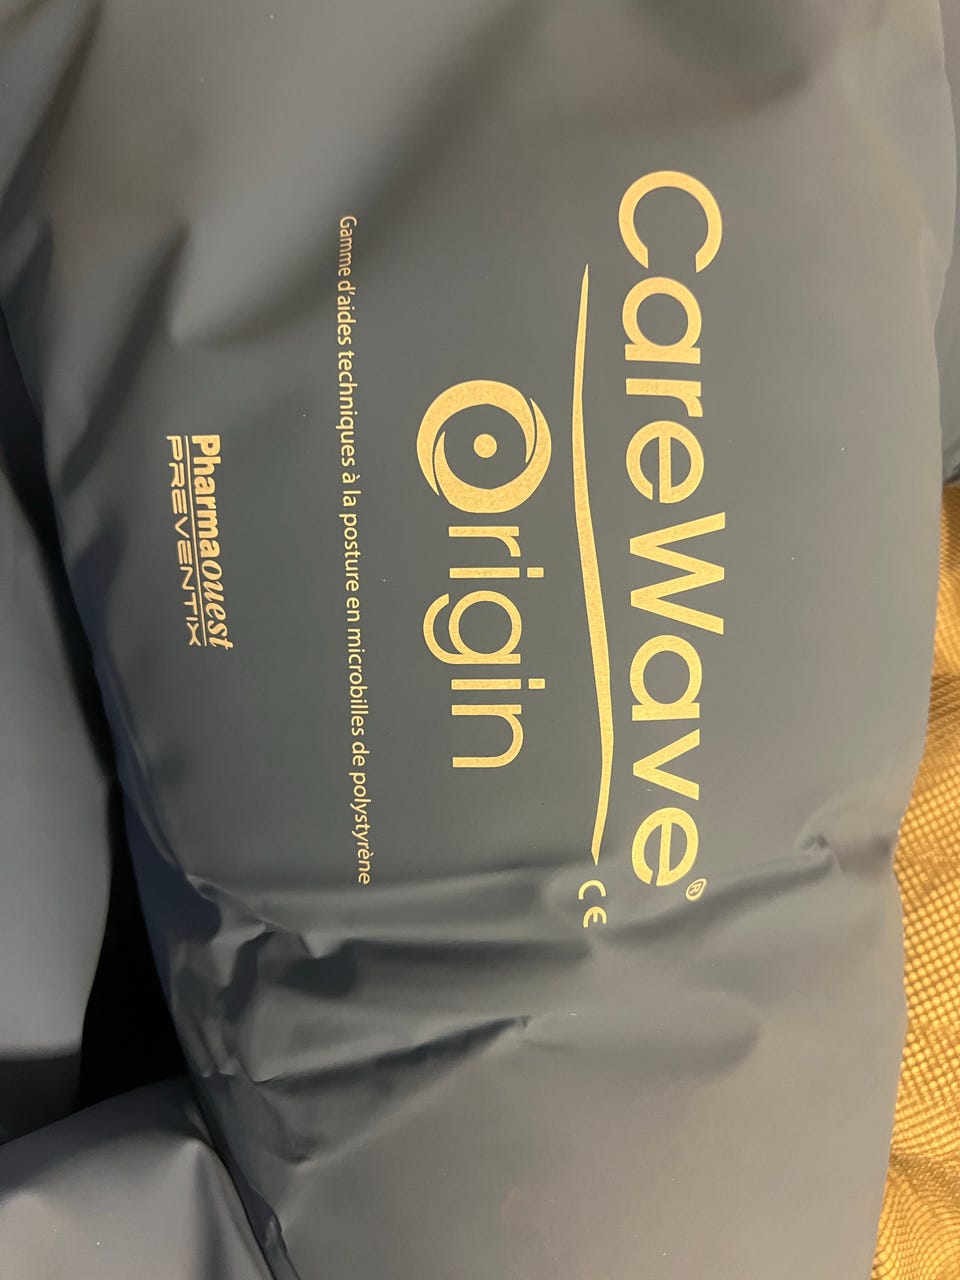 CareWave®
CE
Origin
Gamme d'aides techniques à la posture en microbilles de polystyrène
Pharmaouest
PREVENTIX